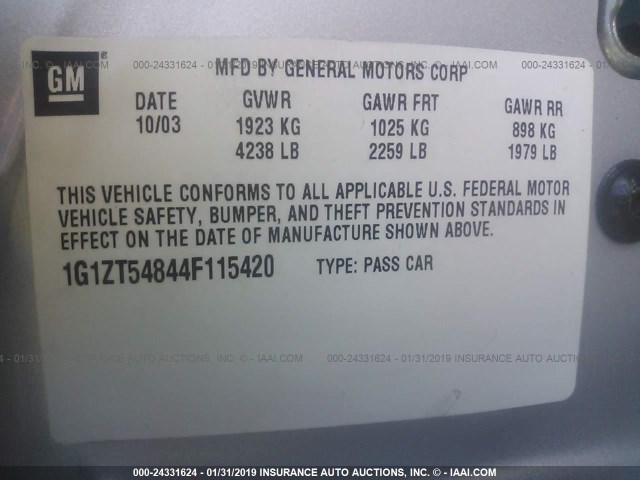 GM
MFD BY GENERAL MOTORS CORP
DATE GVWR GAWR FRT GAWR RR
10/03 1923 KG 1025 KG 898 KG
4238 LB 2259 LB 1979 LB
THIS VEHICLE CONFORMS TO ALL APPLICABLE U.S. FEDERAL MOTOR
VEHICLE SAFETY, BUMPER, AND THEFT PREVENTION STANDARDS IN
EFFECT ON THE DATE OF MANUFACTURE SHOWN ABOVE.
1G1ZT54844F115420 TYPE: PASS CAR
000-24331624 - 01/31/2019 INSURANCE AUTO AUCTIONS, INC. - IAAI.COM